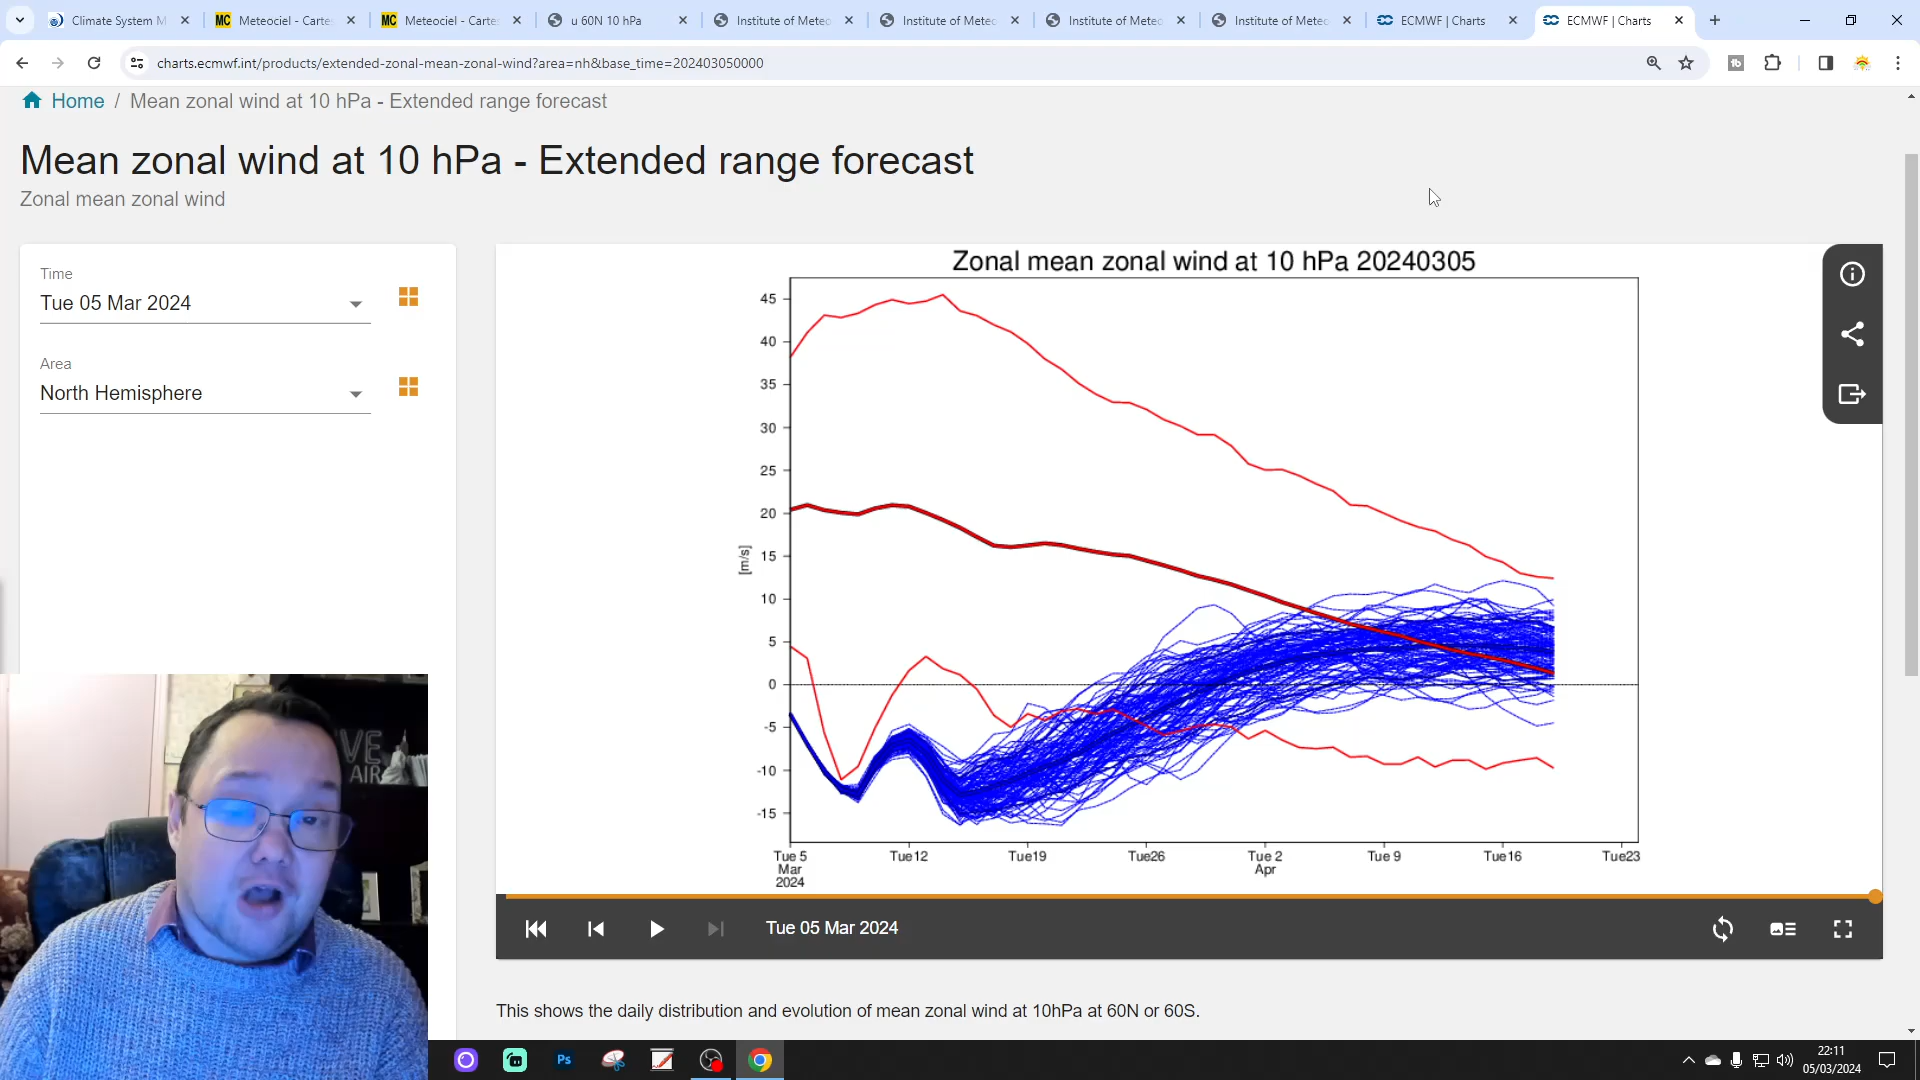 Climate System M
MC Meteociel - Carte
MC Meteociel - Carte
u 60N 10 hPa
Institute of Meteo
Institute of Meteo
Institute of Meteo
Institute of Meteo
ECMWF | Charts
ECMWF | Charts
charts.ecmwf.int/products/extended-zonal-mean-zonal-wind?area=nh&base_time=202403050000
Home / Mean zonal wind at 10 hPa - Extended range forecast
Mean zonal wind at 10 hPa - Extended range forecast
Zonal mean zonal wind
Time
Tue 05 Mar 2024
Area
North Hemisphere
Zonal mean zonal wind at 10 hPa 20240305
45
40
35
30
25
20
15
10
5
0
-5
-10
-15
[m/s]
Tue 5 Tue12 Tue19 Tue26 Tue 2 Tue 9 Tue16 Tue23
Mar Apr
2024
Tue 05 Mar 2024
This shows the daily distribution and evolution of mean zonal wind at 10hPa at 60N or 60S.
VE
AIR
Ps
22:11
05/03/2024